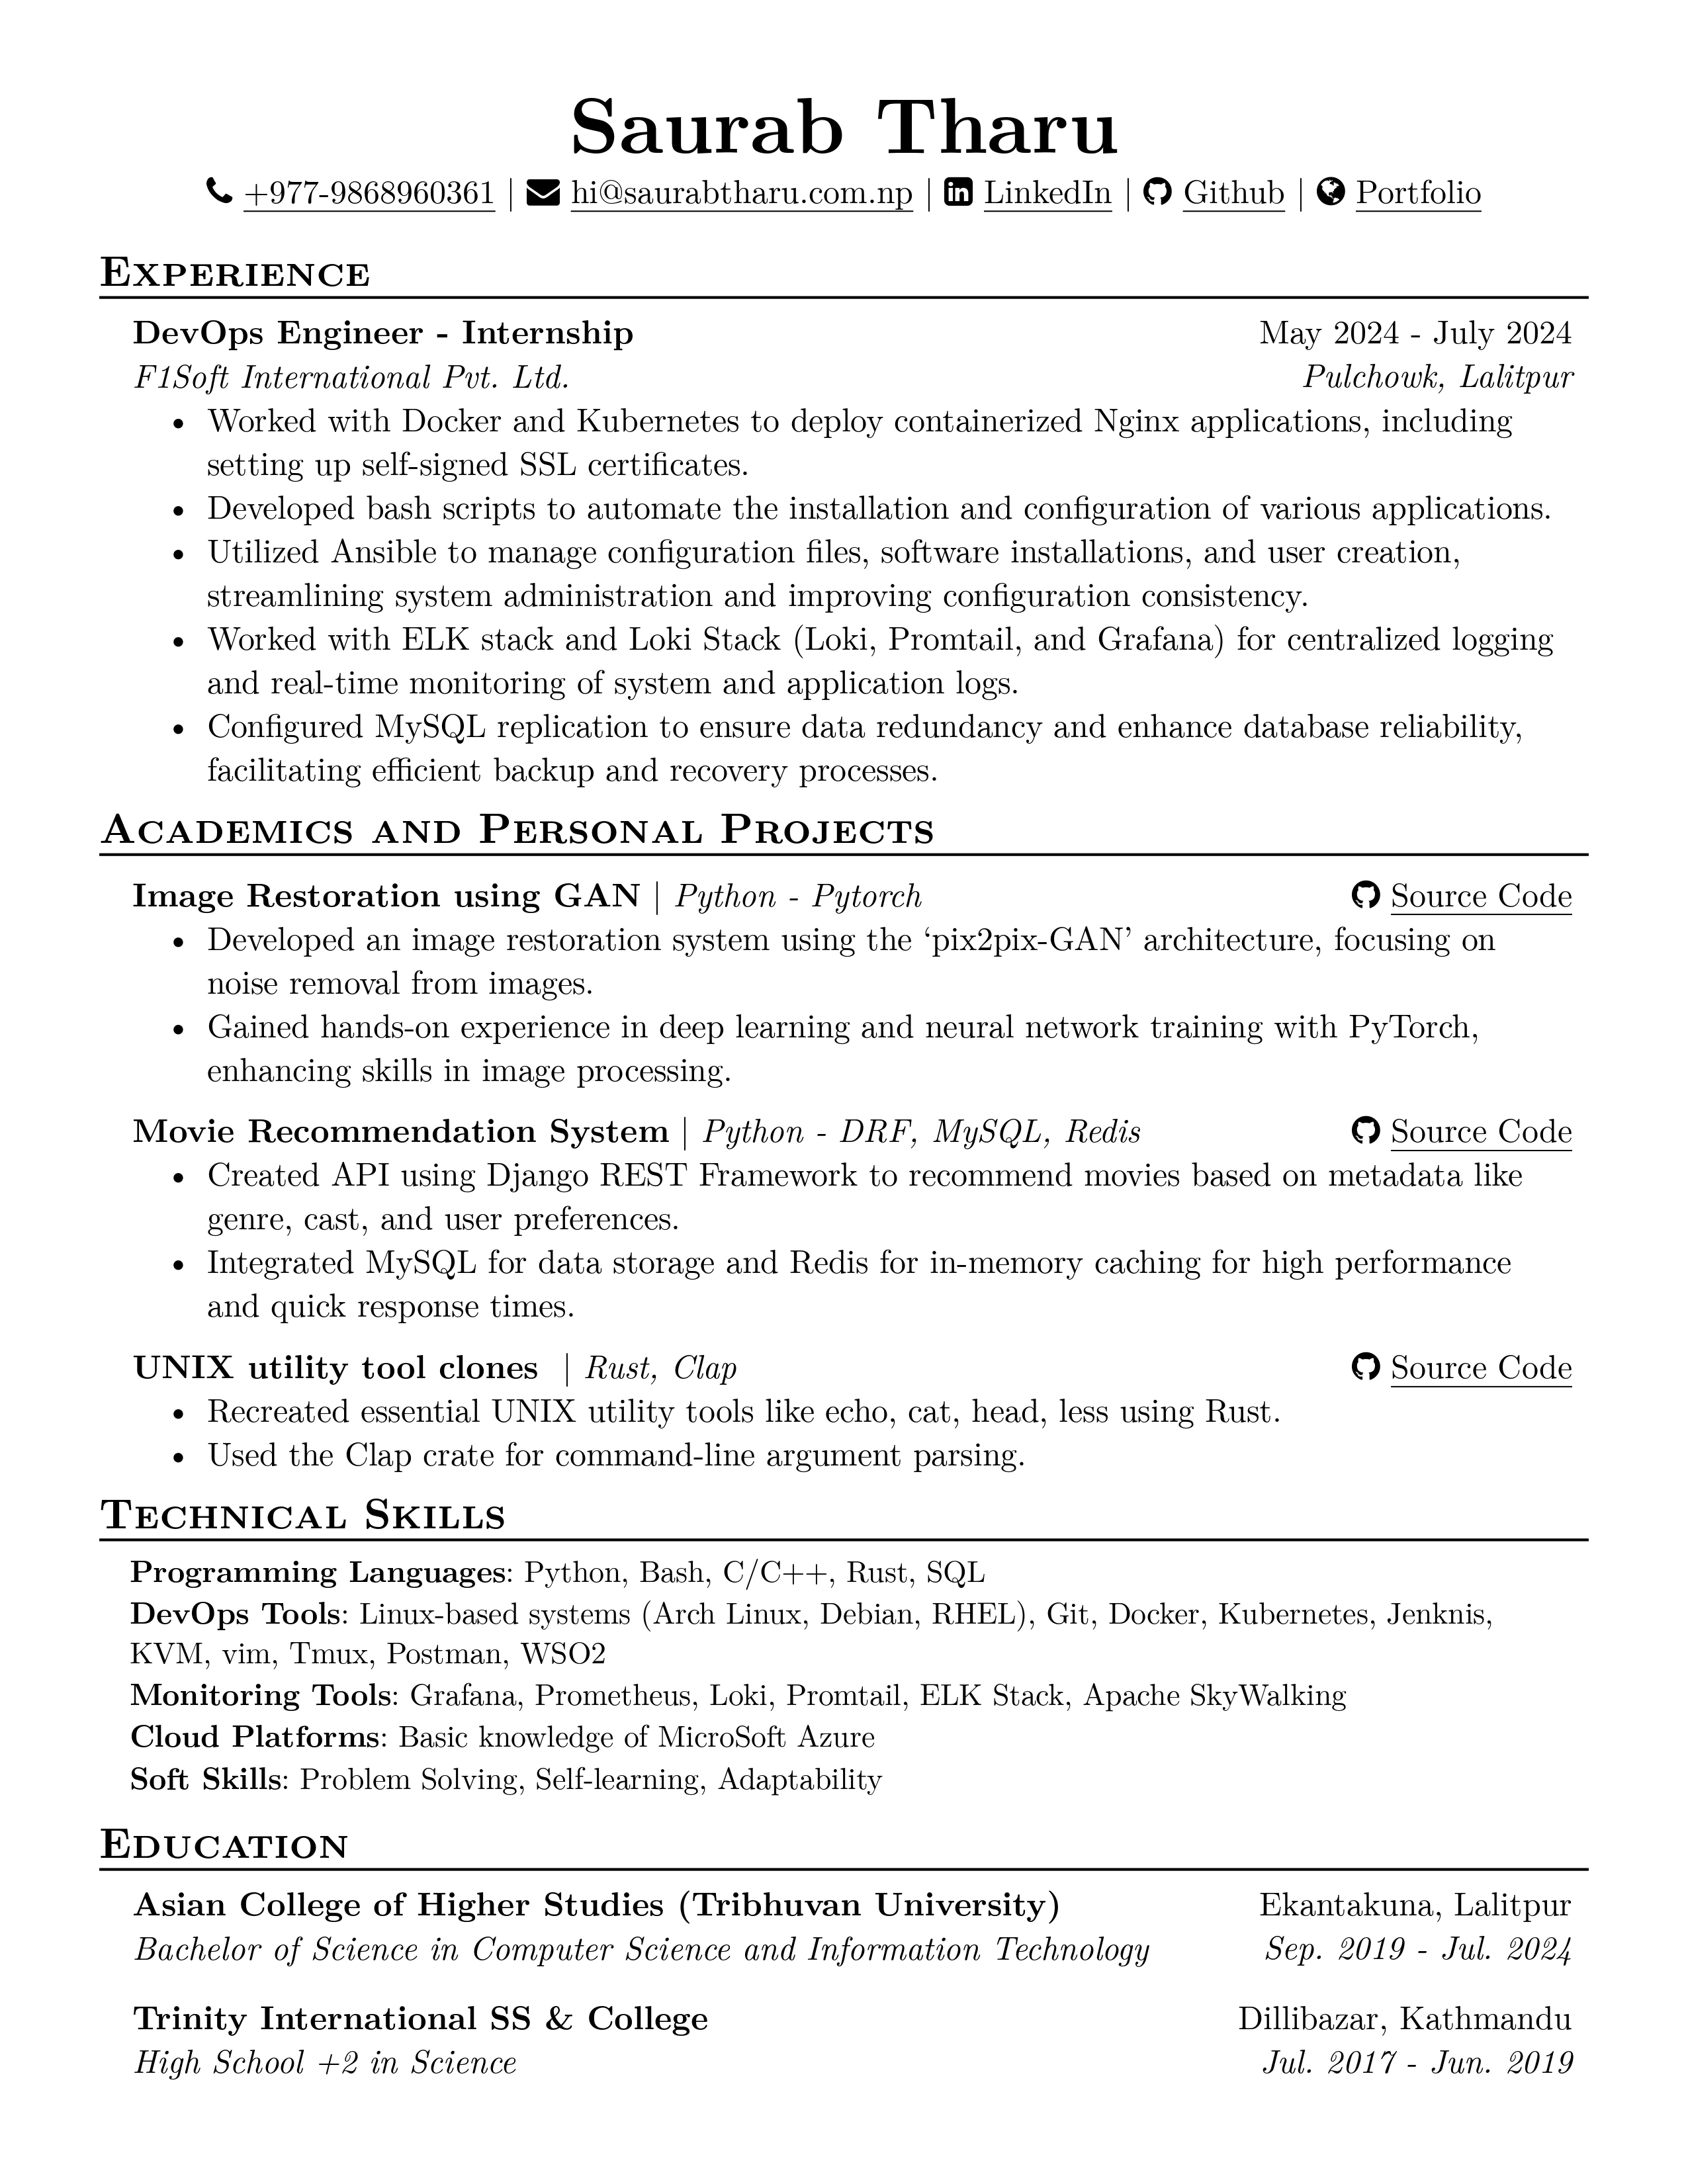 Saurab Tharu
+977-9868960361 | hi@saurabtharu.com.np | LinkedIn | Github | Portfolio
Experience
DevOps Engineer - Internship May 2024 - July 2024
F1Soft International Pvt. Ltd. Pulchowk, Lalitpur
• Worked with Docker and Kubernetes to deploy containerized Nginx applications, including
setting up self-signed SSL certificates.
• Developed bash scripts to automate the installation and configuration of various applications.
• Utilized Ansible to manage configuration files, software installations, and user creation,
streamlining system administration and improving configuration consistency.
• Worked with ELK stack and Loki Stack (Loki, Promtail, and Grafana) for centralized logging
and real-time monitoring of system and application logs.
• Configured MySQL replication to ensure data redundancy and enhance database reliability,
facilitating efficient backup and recovery processes.
Academics and Personal Projects
Image Restoration using GAN | Python - Pytorch Source Code
• Developed an image restoration system using the ‘pix2pix-GAN’ architecture, focusing on
noise removal from images.
• Gained hands-on experience in deep learning and neural network training with PyTorch,
enhancing skills in image processing.
Movie Recommendation System | Python - DRF, MySQL, Redis Source Code
• Created API using Django REST Framework to recommend movies based on metadata like
genre, cast, and user preferences.
• Integrated MySQL for data storage and Redis for in-memory caching for high performance
and quick response times.
UNIX utility tool clones | Rust, Clap Source Code
• Recreated essential UNIX utility tools like echo, cat, head, less using Rust.
• Used the Clap crate for command-line argument parsing.
Technical Skills
Programming Languages: Python, Bash, C/C++, Rust, SQL
DevOps Tools: Linux-based systems (Arch Linux, Debian, RHEL), Git, Docker, Kubernetes, Jenknis,
KVM, vim, Tmux, Postman, WSO2
Monitoring Tools: Grafana, Prometheus, Loki, Promtail, ELK Stack, Apache SkyWalking
Cloud Platforms: Basic knowledge of MicroSoft Azure
Soft Skills: Problem Solving, Self-learning, Adaptability
Education
Asian College of Higher Studies (Tribhuvan University) Ekantakuna, Lalitpur
Bachelor of Science in Computer Science and Information Technology Sep. 2019 - Jul. 2024
Trinity International SS & College Dillibazar, Kathmandu
High School +2 in Science Jul. 2017 - Jun. 2019